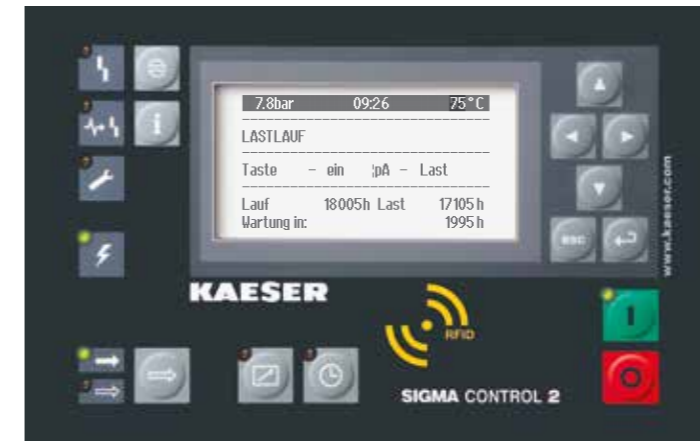 7.8bar 09:26 75°C
LASTLAUF
Taste – ein ¦pA – Last
Lauf 18005h Last 17105h
Wartung in: 1995h
i
ESC
www.kaeser.com
KAESER
RFID
I
O
SIGMA CONTROL 2